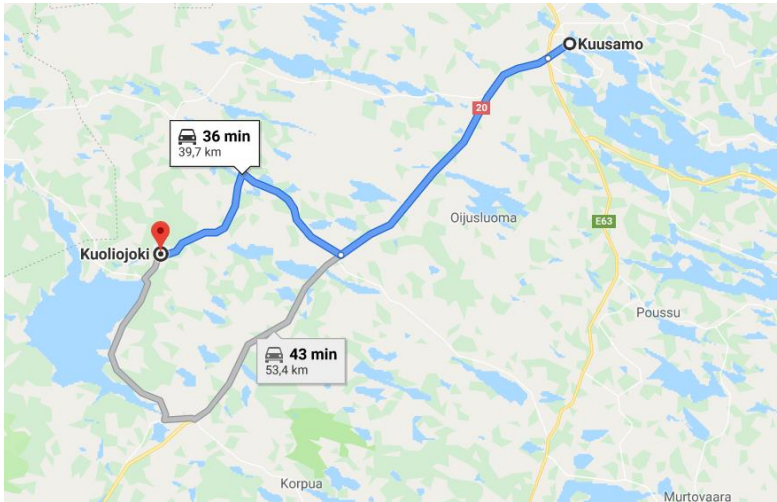 Kuusamo
20
36 min
39,7 km
Oijusluoma
E63
Kuoliojoki
Poussu
43 min
53,4 km
Korpua
Murtovaara